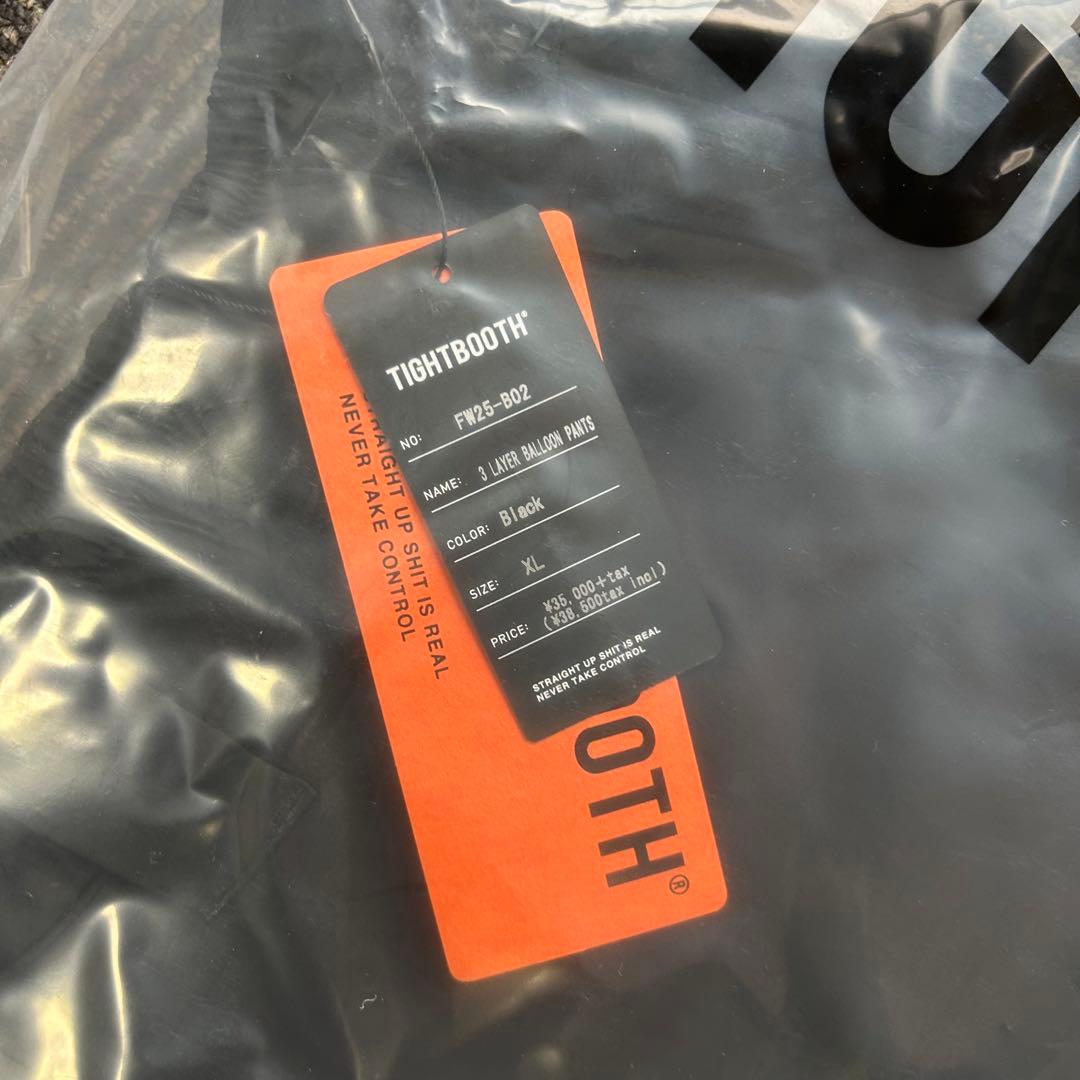 TIGHTBOOTH®
NO: FW25-B02
NAME: 3 LAYER BALLOON PANTS
COLOR: Black
SIZE: XL
PRICE: ¥35,000+tax
(¥38,500tax incl)
STRAIGHT UP SHIT IS REAL
NEVER TAKE CONTROL
STRAIGHT UP SHIT IS REAL
NEVER TAKE CONTROL
OTH®